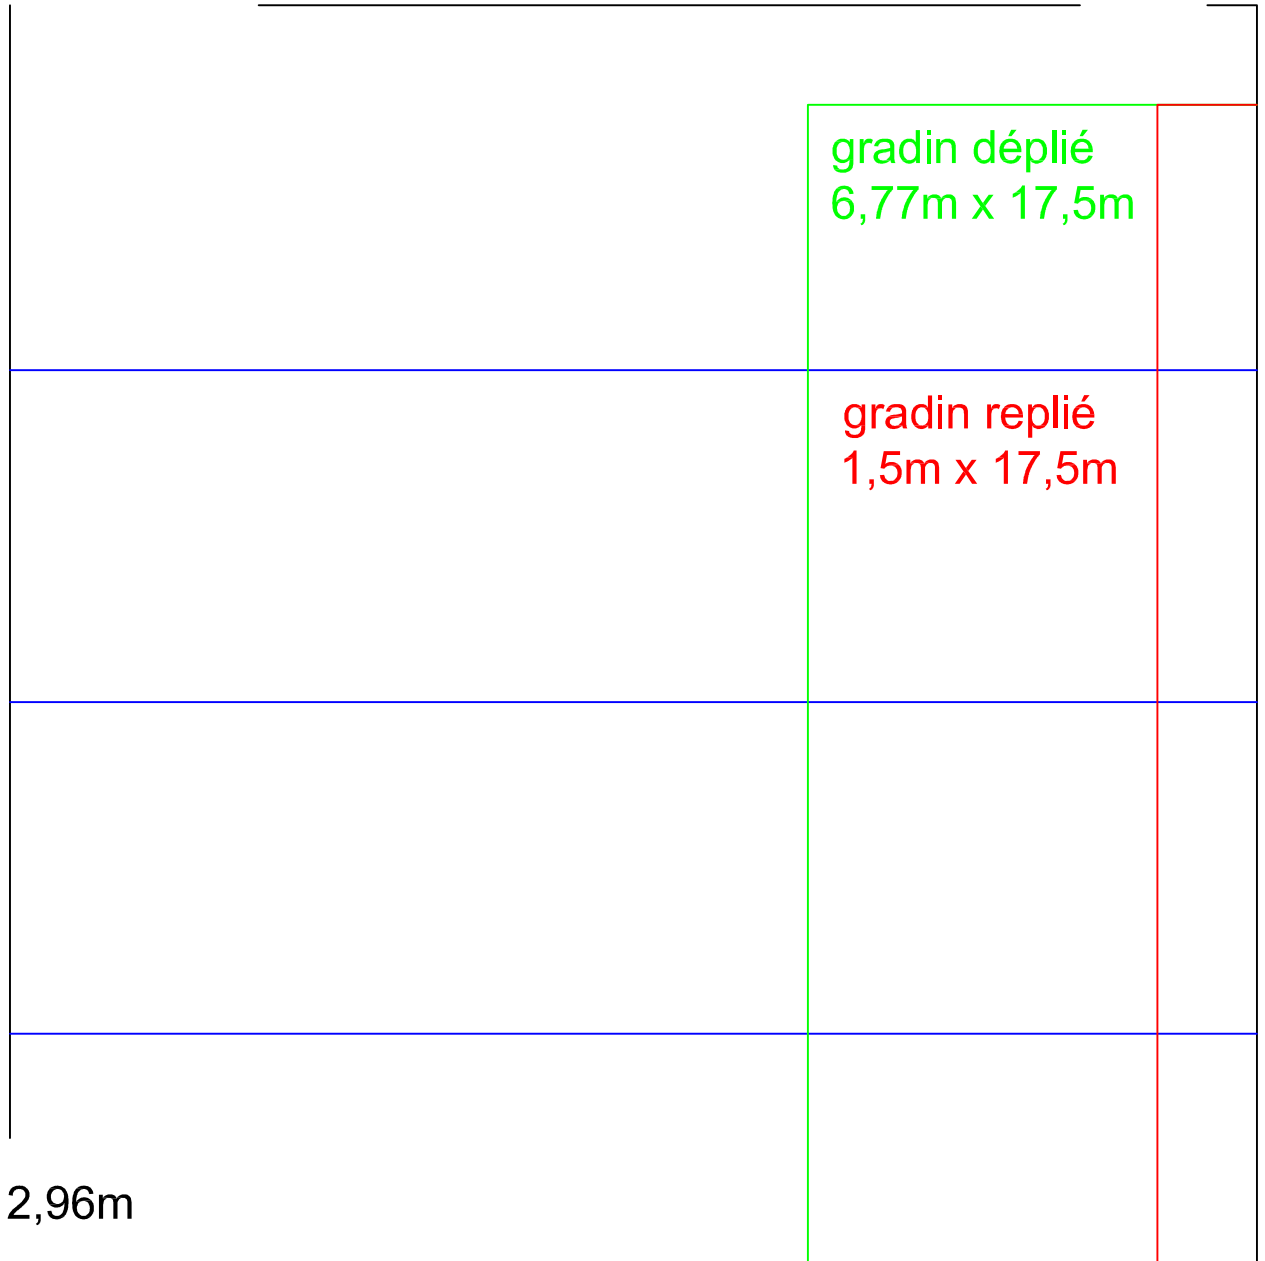 gradin déplié
6,77m x 17,5m
gradin replié
1,5m x 17,5m
2,96m